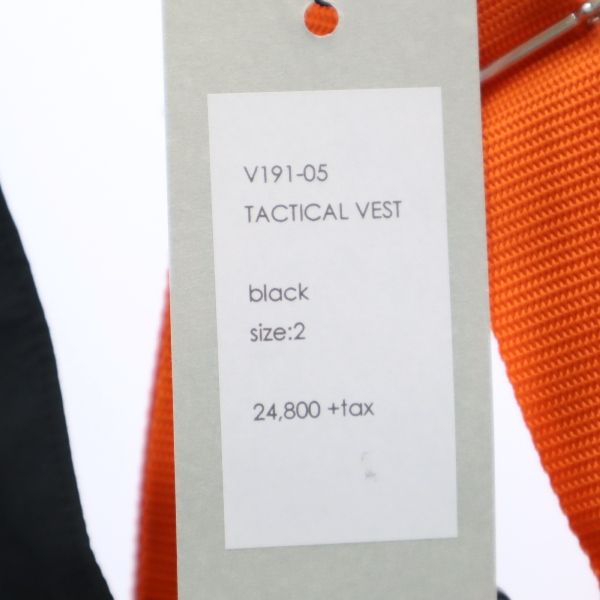 V191-05
TACTICAL VEST
black
size:2
24,800 +tax